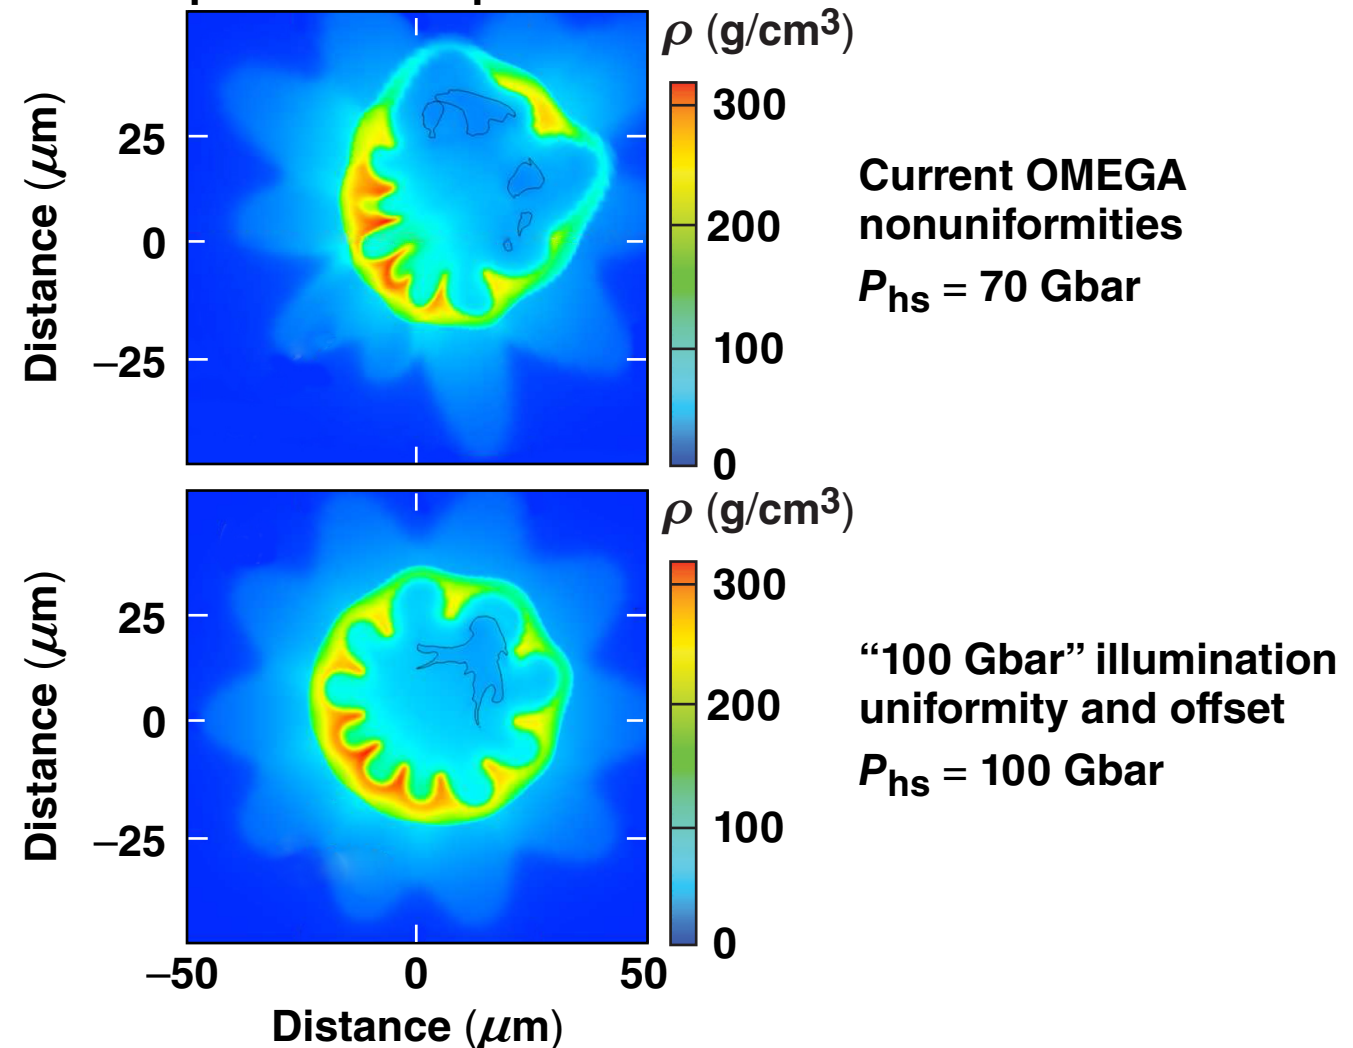 ρ (g/cm3)
300
200
100
0
Distance (μm)
25
0
–25
Current OMEGA
nonuniformities
Phs = 70 Gbar
ρ (g/cm3)
300
200
100
0
Distance (μm)
25
0
–25
–50 0 50
Distance (μm)
“100 Gbar” illumination
uniformity and offset
Phs = 100 Gbar